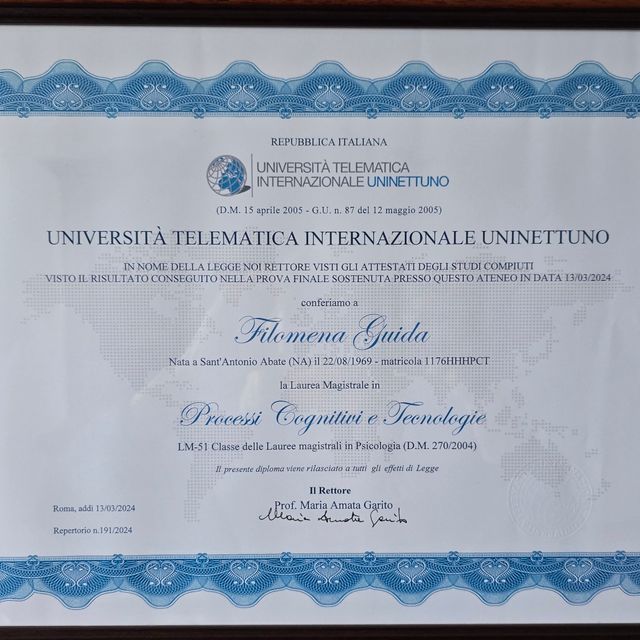 REPUBBLICA ITALIANA
UNIVERSITÀ TELEMATICA
INTERNAZIONALE UNINETTUNO
(D.M. 15 aprile 2005 - G.U. n. 87 del 12 maggio 2005)
UNIVERSITÀ TELEMATICA INTERNAZIONALE UNINETTUNO
IN NOME DELLA LEGGE NOI RETTORE VISTI GLI ATTESTATI DEGLI STUDI COMPIUTI
VISTO IL RISULTATO CONSEGUITO NELLA PROVA FINALE SOSTENUTA PRESSO QUESTO ATENEO IN DATA 13/03/2024
conferiamo a
Filomena Guida
Nata a Sant'Antonio Abate (NA) il 22/08/1969 - matricola 1176HHHPCT
la Laurea Magistrale in
Processi Cognitivi e Tecnologie
LM-51 Classe delle Lauree magistrali in Psicologia (D.M. 270/2004)
Il presente diploma viene rilasciato a tutti gli effetti di Legge
Il Rettore
Prof. Maria Amata Garito
Maria Amata Garito
Roma, addì 13/03/2024
Repertorio n.191/2024